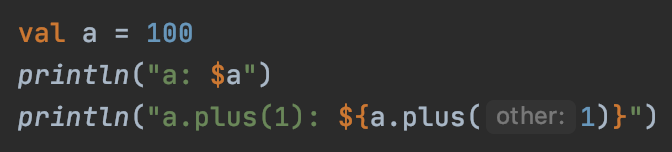 val a = 100
println("a: $a")
println("a.plus(1): ${a.plus( other: 1)}")